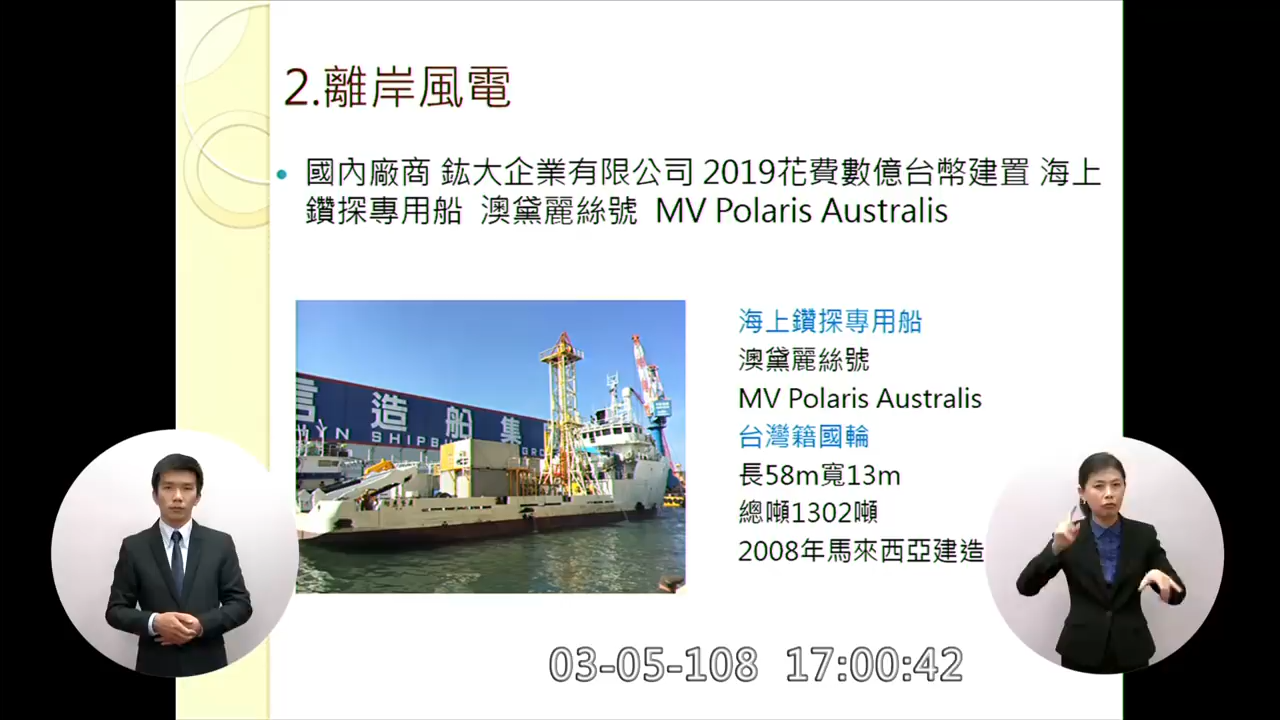 2.離岸風電
國內廠商 鈜大企業有限公司 2019花費數億台幣建置 海上
鑽探專用船 澳黛麗絲號 MV Polaris Australis
造船集
SHIPBU
海上鑽探專用船
澳黛麗絲號
MV Polaris Australis
台灣籍國輪
長58m寬13m
總噸1302噸
2008年馬來西亞建造
03-05-108 17:00:42